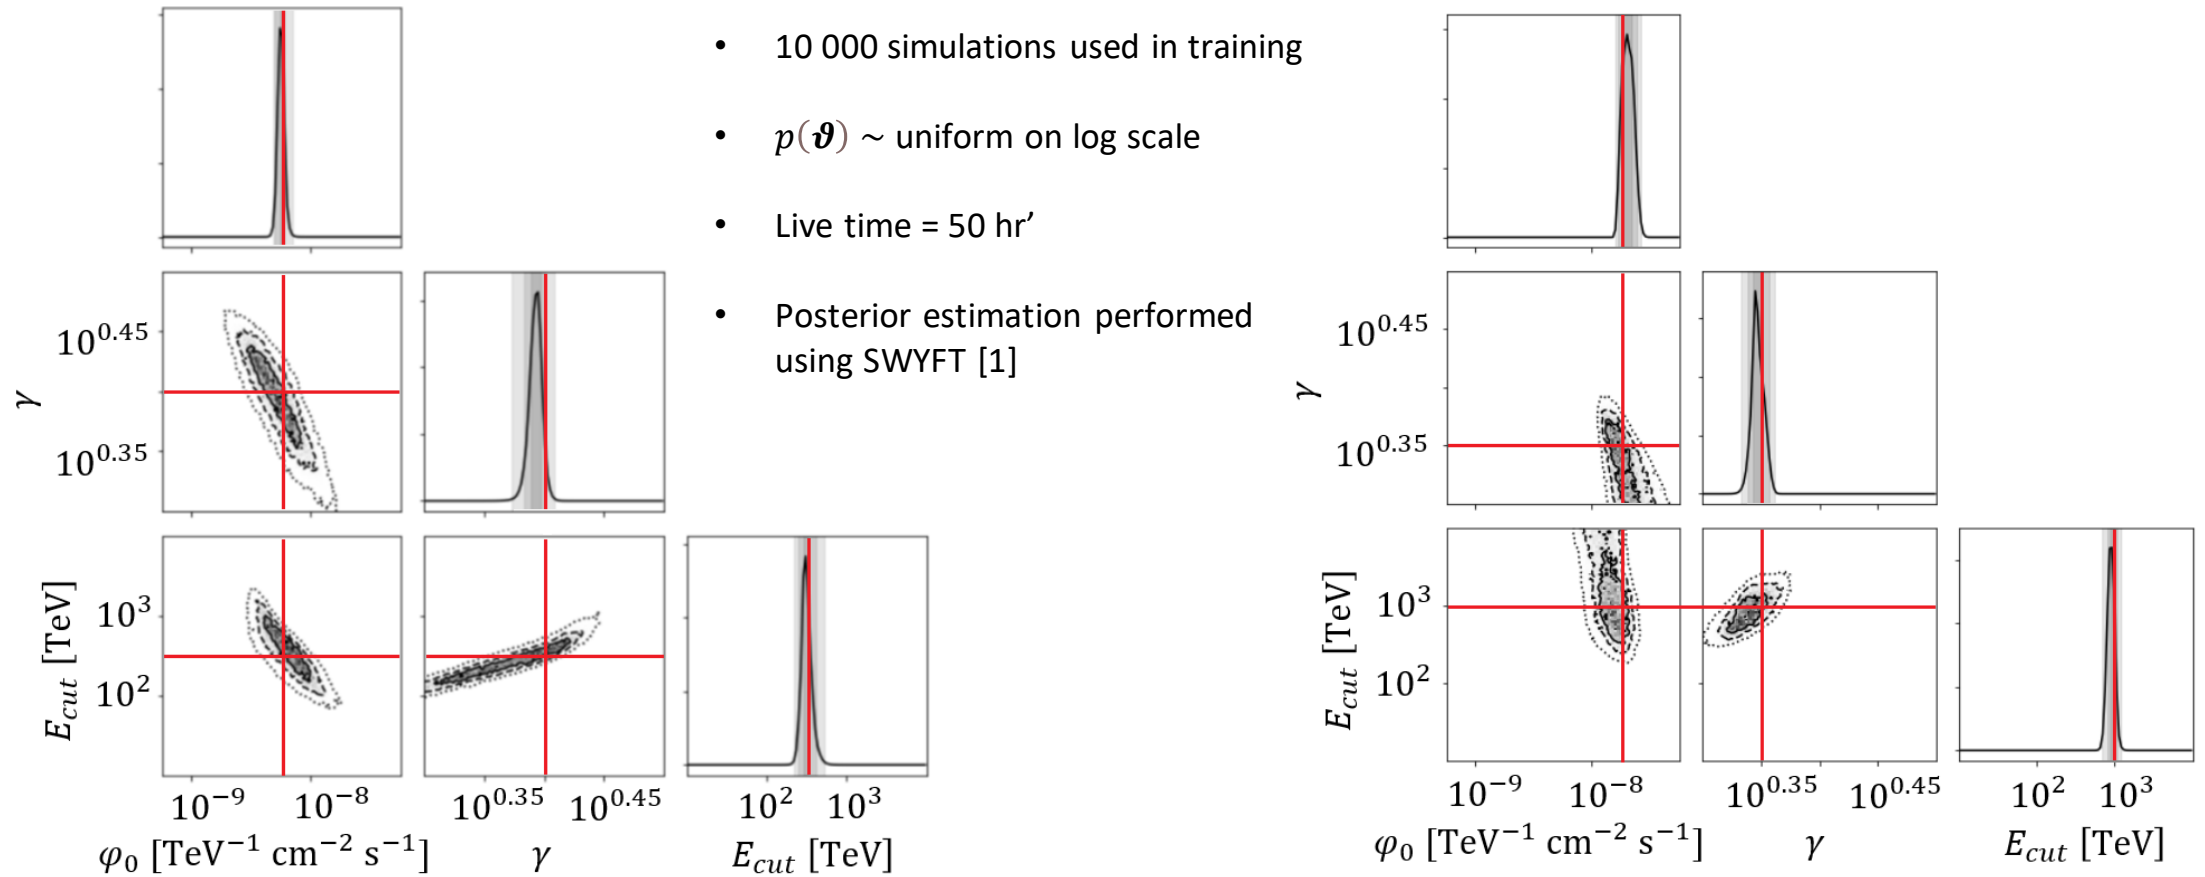 • 10 000 simulations used in training
• p(𝝑) ~ uniform on log scale
• Live time = 50 hr’
• Posterior estimation performed
using SWYFT [1]
γ
10^0.45
10^0.35
E_cut [TeV]
10^3
10^2
10^−9 10^−8
10^0.35 10^0.45
10^2 10^3
φ_0 [TeV^−1 cm^−2 s^−1]
γ
E_cut [TeV]
γ
10^0.45
10^0.35
E_cut [TeV]
10^3
10^2
10^−9 10^−8
10^0.35 10^0.45
10^2 10^3
φ_0 [TeV^−1 cm^−2 s^−1]
γ
E_cut [TeV]